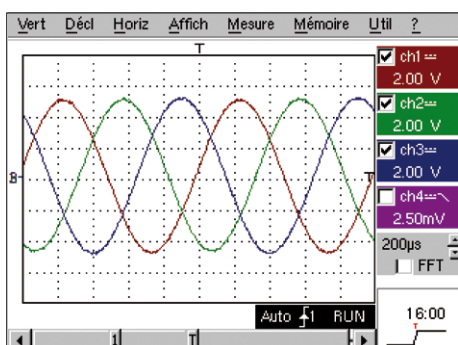 Vert Décl Horiz Affich Mesure Mémoire Util ?
T
ch1
2.00 V
ch2
2.00 V
ch3
2.00 V
B
T
ch4
2.50mV
200µs
FFT
Auto 1 RUN
16:00
1 T